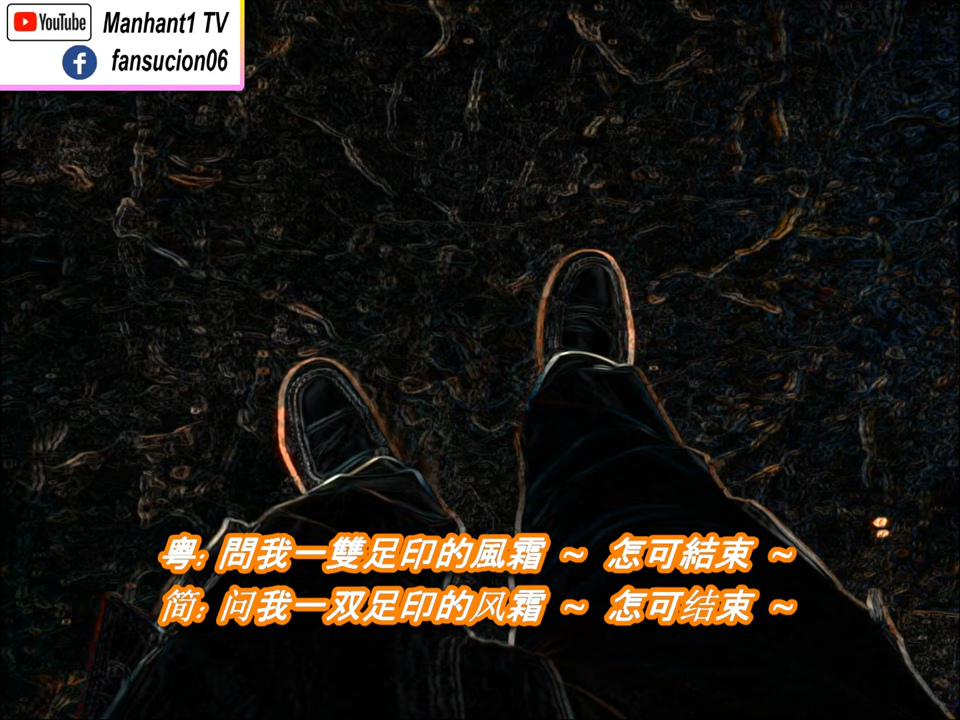 YouTube Manhant1 TV
f fansucion06
粵: 問我一雙足印的風霜 ~ 怎可結束 ~
简: 问我一双足印的风霜 ~ 怎可结束 ~